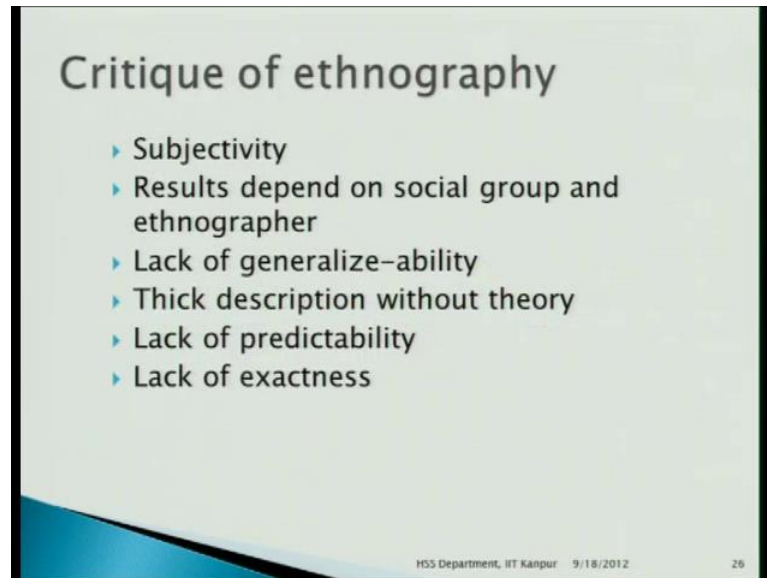 Critique of ethnography
Subjectivity
Results depend on social group and
ethnographer
Lack of generalize-ability
Thick description without theory
Lack of predictability
Lack of exactness
HSS Department, IIT Kanpur 9/18/2012 26